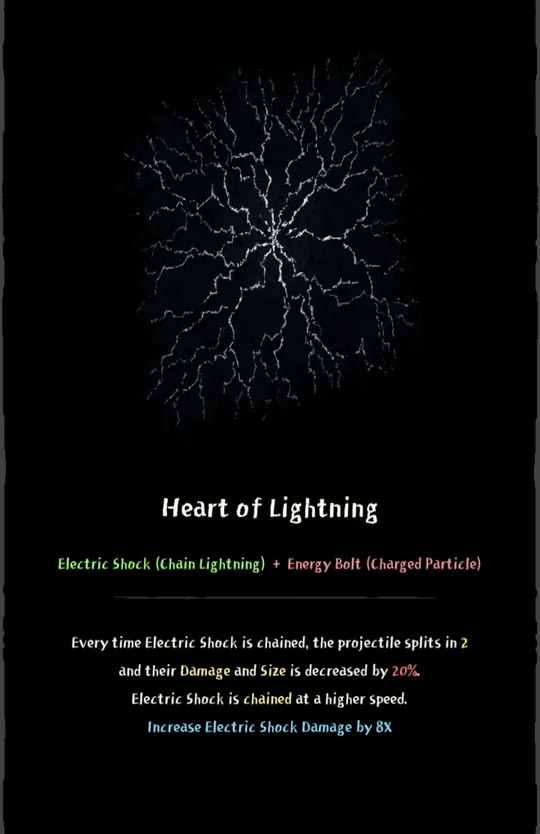 Heart of Lightning
Electric Shock (Chain Lightning) + Energy Bolt (Charged Particle)
Every time Electric Shock is chained, the projectile splits in 2
and their Damage and Size is decreased by 20%.
Electric Shock is chained at a higher speed.
Increase Electric Shock Damage by 8X